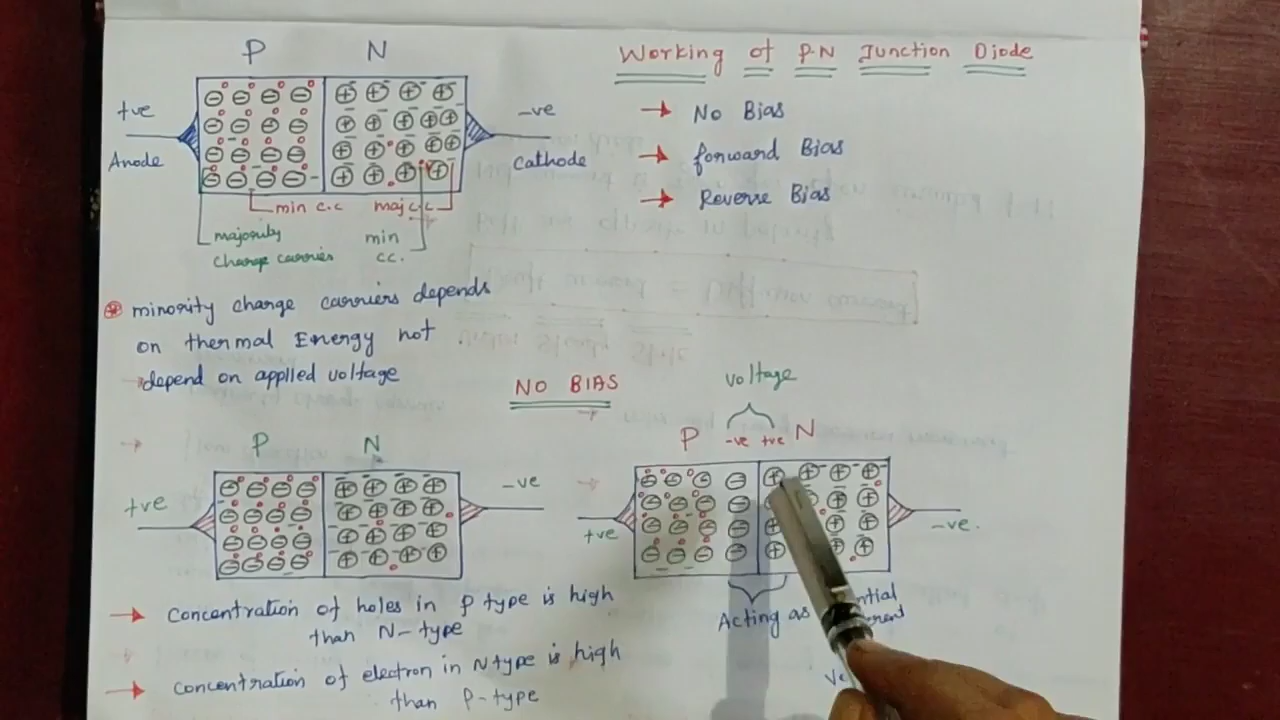 P N
Working of P-N Junction Diode
+ve
Anode
-ve
Cathode
→ No Bias
→ forward Bias
→ Reverse Bias
min c.c maj c.c
majority
charge carries
min
cc.
minority charge carriers depends
on thermal Energy not
depend on applled voltage
NO BIAS
voltage
P N
P -ve +ve N
+ve
-ve
+ve
-ve.
Acting as
→ Concentration of holes in P type is high
than N-type
→ Concentration of electron in N type is high
than P-type